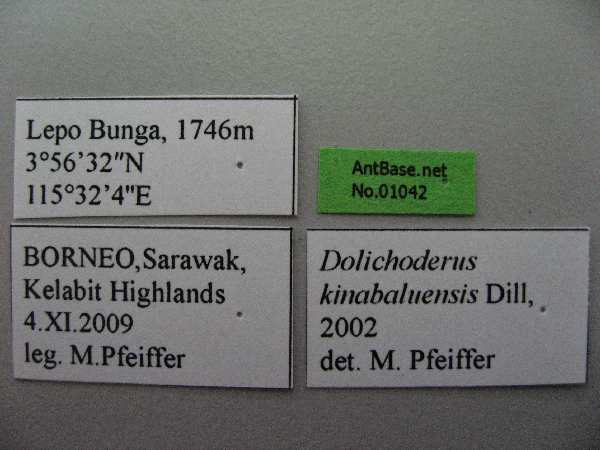 Lepo Bunga, 1746m
3°56’32"N
115°32’4"E
AntBase.net
No.01042
BORNEO,Sarawak,
Kelabit Highlands
4.XI.2009
leg. M.Pfeiffer
Dolichoderus
kinabaluensis Dill,
2002
det. M. Pfeiffer